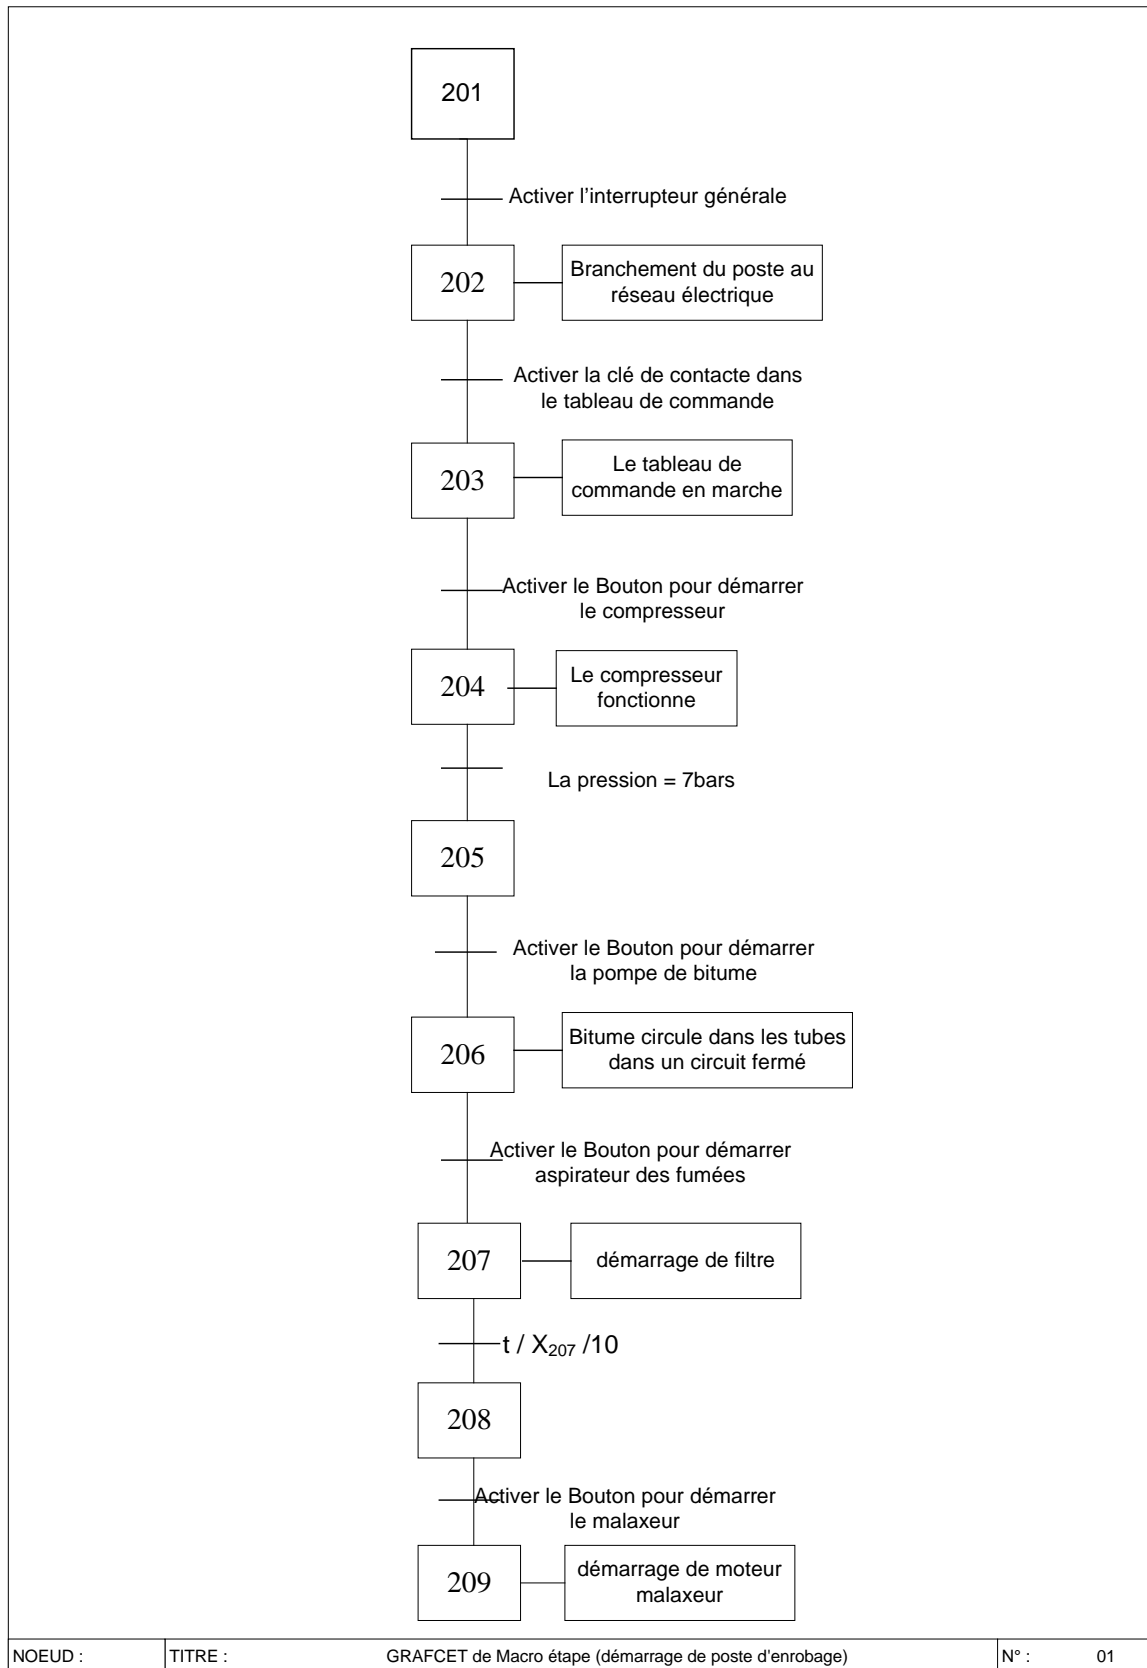 201
Activer l'interrupteur générale
202
Branchement du poste au
réseau électrique
Activer la clé de contacte dans
le tableau de commande
203
Le tableau de
commande en marche
Activer le Bouton pour démarrer
le compresseur
204
Le compresseur
fonctionne
La pression = 7bars
205
Activer le Bouton pour démarrer
la pompe de bitume
206
Bitume circule dans les tubes
dans un circuit fermé
Activer le Bouton pour démarrer
aspirateur des fumées
207
démarrage de filtre
t / X₂₀₇ /10
208
Activer le Bouton pour démarrer
le malaxeur
209
démarrage de moteur
malaxeur
NOEUD : TITRE : GRAFCET de Macro étape (démarrage de poste d'enrobage) N° : 01